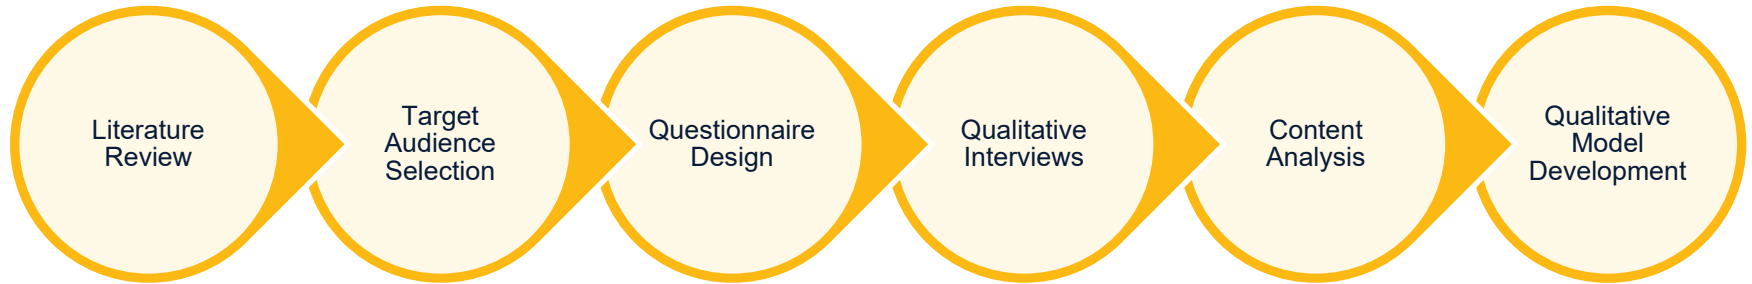 Literature
Review
Target
Audience
Selection
Questionnaire
Design
Qualitative
Interviews
Content
Analysis
Qualitative
Model
Development